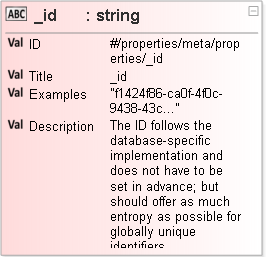 ABC _id : string
Val ID #/properties/meta/prop
erties/_id
Val Title _id
Val Examples "f1424f86-ca0f-4f0c-
9438-43c..."
Val Description The ID follows the
database-specific
implementation and
does not have to be
set in advance; but
should offer as much
entropy as possible for
globally unique
identifiers